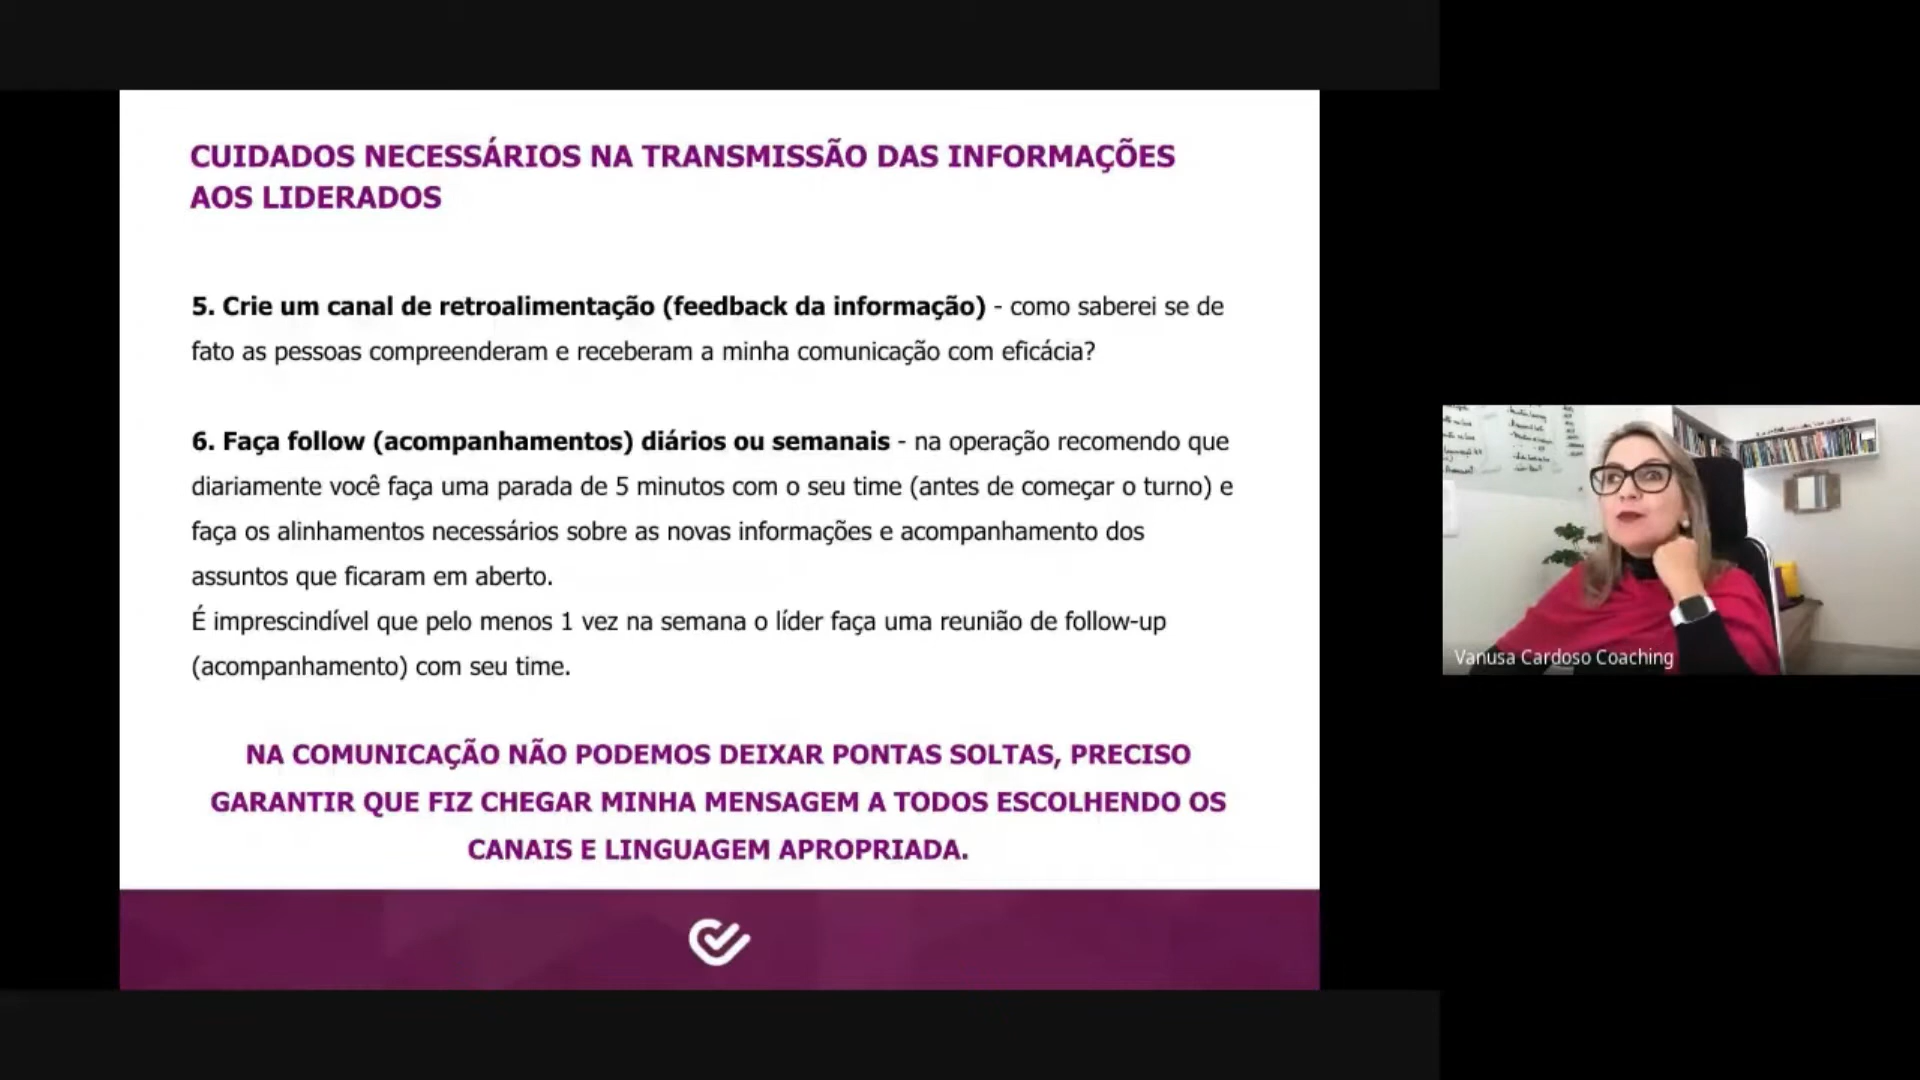 CUIDADOS NECESSÁRIOS NA TRANSMISSÃO DAS INFORMAÇÕES
AOS LIDERADOS
5. Crie um canal de retroalimentação (feedback da informação) - como saberei se de
fato as pessoas compreenderam e receberam a minha comunicação com eficácia?
6. Faça follow (acompanhamentos) diários ou semanais - na operação recomendo que
diariamente você faça uma parada de 5 minutos com o seu time (antes de começar o turno) e
faça os alinhamentos necessários sobre as novas informações e acompanhamento dos
assuntos que ficaram em aberto.
É imprescindível que pelo menos 1 vez na semana o líder faça uma reunião de follow-up
(acompanhamento) com seu time.
NA COMUNICAÇÃO NÃO PODEMOS DEIXAR PONTAS SOLTAS, PRECISO
GARANTIR QUE FIZ CHEGAR MINHA MENSAGEM A TODOS ESCOLHENDO OS
CANAIS E LINGUAGEM APROPRIADA.
Vanusa Cardoso Coaching